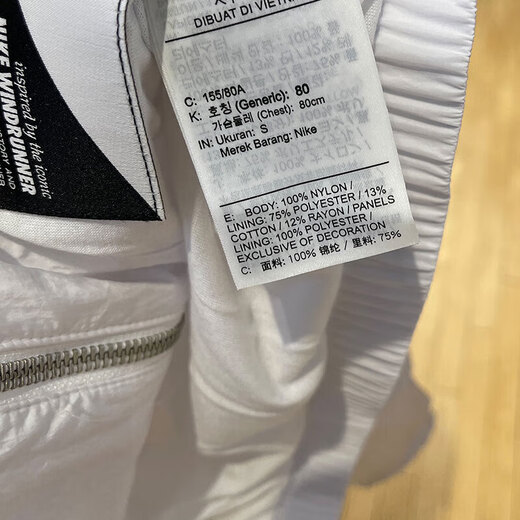 DIBUAT DI VIETNAM
C: 155/80A
K: 호칭 (Generic): 80
가슴둘레 (Chest): 80cm
IN: Ukuran: S
Merek Barang: Nike
E: BODY: 100% NYLON /
LINING: 75% POLYESTER / 13%
COTTON / 12% RAYON / PANELS
LINING: 100% POLYESTER /
EXCLUSIVE OF DECORATION
C: 面料: 100% 锦纶 / 里料: 75%
inspired by the iconic
NIKE WINDRUNNER